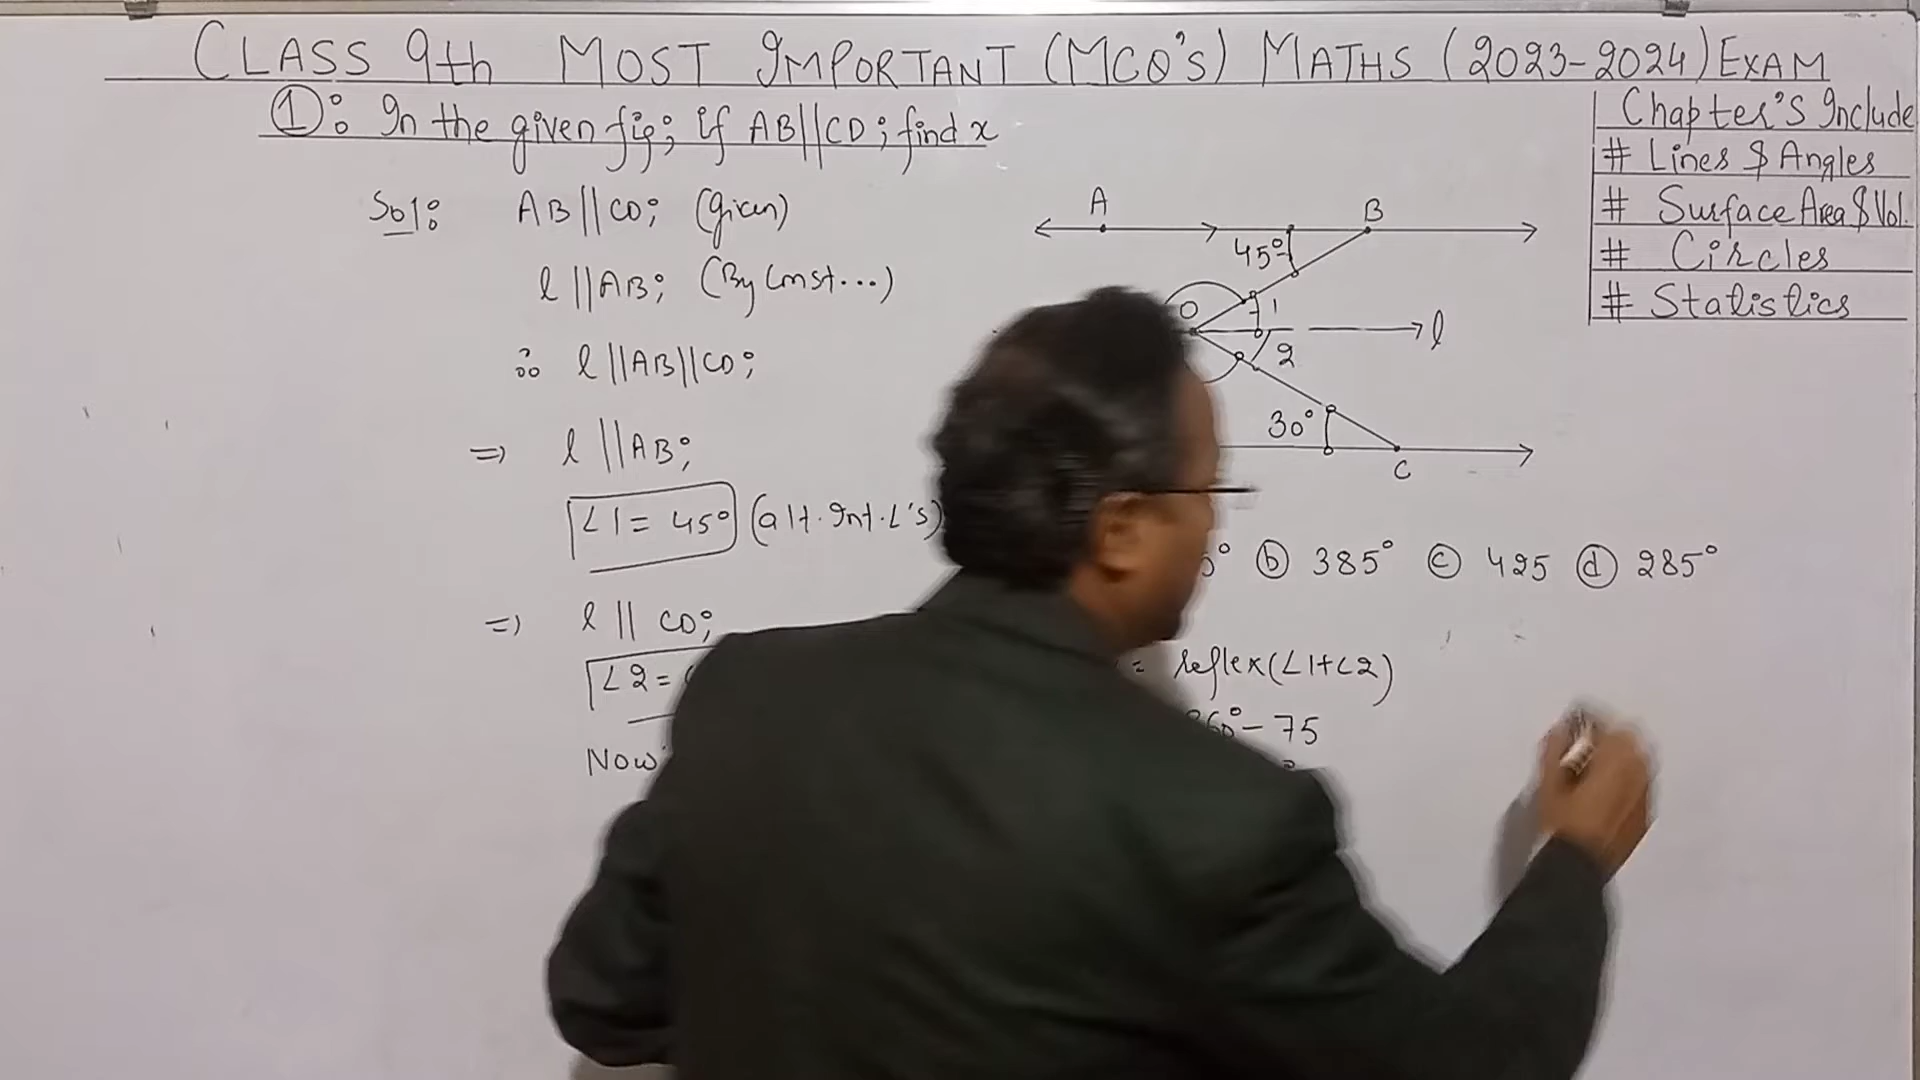 CLASS 9th MOST IMPORTANT (MCQ'S) MATHS (2023-2024) EXAM
①: In the given fig; if AB||CD; find x
Chapter's Include
# Lines & Angles
# Surface Area & Vol.
# Circles
# Statistics
Sol: AB||CD; (given)
l||AB; (By Const...)
∴ l||AB||CD;
=> l||AB;
∠1 = 45° (alt. Int. ∠'s)
=> l || CD;
∠2 =
Now
A B
45°
O 1
l
2
30°
C
ⓑ 385° ⓒ 425 ⓓ 285°
= reflex(∠1+∠2)
360° - 75